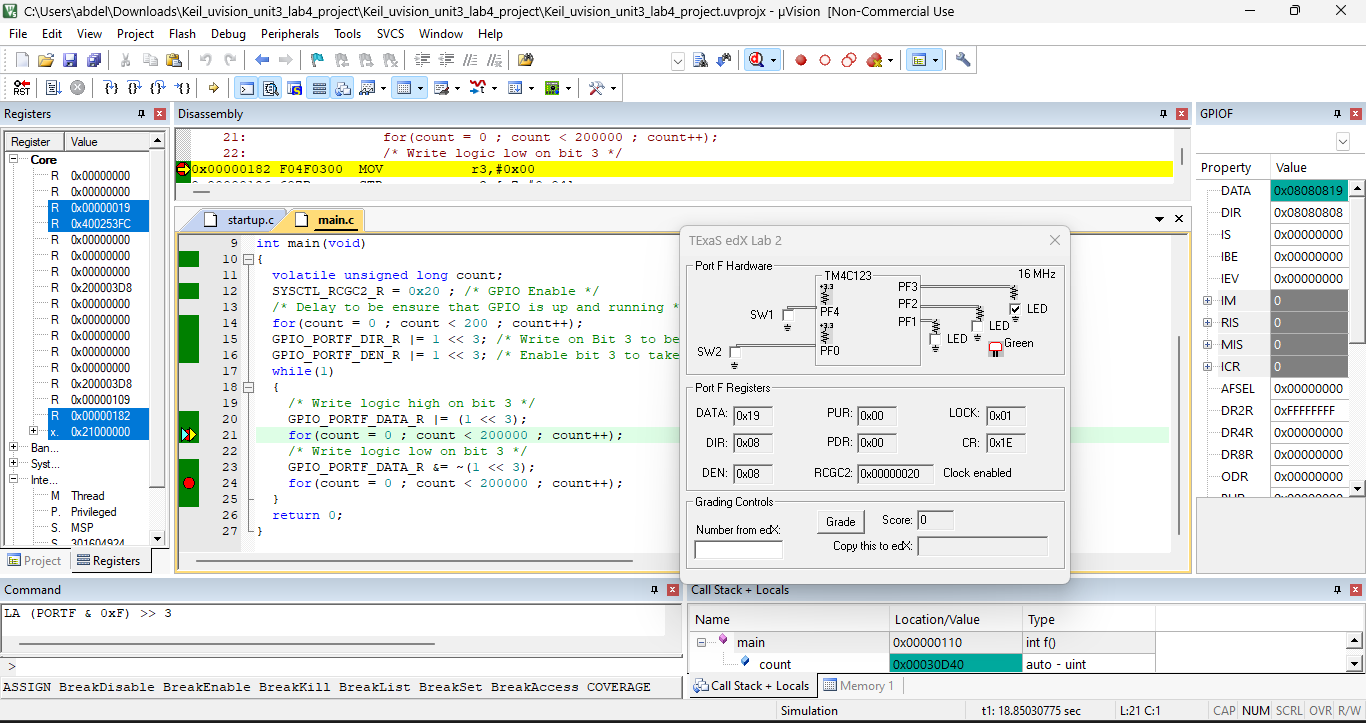 C:\Users\abdel\Downloads\Keil_uvision_unit3_lab4_project\Keil_uvision_unit3_lab4_project\Keil_uvision_unit3_lab4_project.uvprojx - µVision [Non-Commercial Use
File Edit View Project Flash Debug Peripherals Tools SVCS Window Help
RST
Registers
Register Value
Core
R 0x00000000
R 0x00000000
R 0x00000019
R 0x400253FC
R 0x00000000
R 0x00000000
R 0x00000000
R 0x200003D8
R 0x00000000
R 0x00000000
R 0x00000000
R 0x00000000
R 0x00000000
R 0x200003D8
R 0x00000109
R 0x00000182
x. 0x21000000
Ban...
Syst...
Inte...
M Thread
P. Privileged
S. MSP
S 301604924
Project Registers
Disassembly
21: for(count = 0 ; count < 200000 ; count++);
22: /* Write logic low on bit 3 */
0x00000182 F04F0300 MOV r3,#0x00
startup.c main.c
9 int main(void)
10 {
11 volatile unsigned long count;
12 SYSCTL_RCGC2_R = 0x20 ; /* GPIO Enable */
13 /* Delay to be ensure that GPIO is up and running *
14 for(count = 0 ; count < 200 ; count++);
15 GPIO_PORTF_DIR_R |= 1 << 3; /* Write on Bit 3 to be
16 GPIO_PORTF_DEN_R |= 1 << 3; /* Enable bit 3 to take
17 while(1)
18 {
19 /* Write logic high on bit 3 */
20 GPIO_PORTF_DATA_R |= (1 << 3);
21 for(count = 0 ; count < 200000 ; count++);
22 /* Write logic low on bit 3 */
23 GPIO_PORTF_DATA_R &= ~(1 << 3);
24 for(count = 0 ; count < 200000 ; count++);
25 }
26 return 0;
27 }
TExaS edX Lab 2
Port F Hardware
TM4C123
16 MHz
+3.3
PF3
PF2
PF1
SW1
PF4
+3.3
SW2
PF0
LED
LED
LED
Green
Port F Registers
DATA: 0x19 PUR: 0x00 LOCK: 0x01
DIR: 0x08 PDR: 0x00 CR: 0x1E
DEN: 0x08 RCGC2: 0x00000020 Clock enabled
Grading Controls
Number from edX:
Grade
Score: 0
Copy this to edX:
GPIOF
Property Value
DATA 0x08080819
DIR 0x08080808
IS 0x00000000
IBE 0x00000000
IEV 0x00000000
IM 0
RIS 0
MIS 0
ICR 0
AFSEL 0x00000000
DR2R 0xFFFFFFFF
DR4R 0x00000000
DR8R 0x00000000
ODR 0x00000000
Command
LA (PORTF & 0xF) >> 3
>
ASSIGN BreakDisable BreakEnable BreakKill BreakList BreakSet BreakAccess COVERAGE
Call Stack + Locals
Name Location/Value Type
main 0x00000110 int f()
count 0x00030D40 auto - uint
Call Stack + Locals Memory 1
Simulation t1: 18.85030775 sec L:21 C:1 CAP NUM SCRL OVR R/W